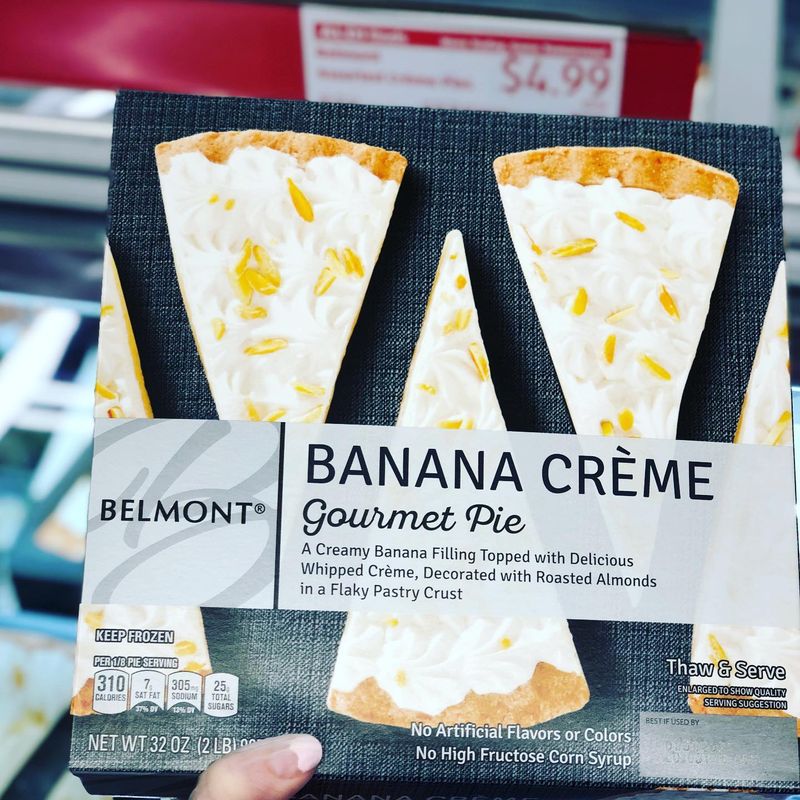 $4.99
BANANA CRÈME
Gourmet Pie
BELMONT®
A Creamy Banana Filling Topped with Delicious
Whipped Crème, Decorated with Roasted Almonds
in a Flaky Pastry Crust
KEEP FROZEN
PER 1/8 PIE SERVING
310 CALORIES
7g SAT FAT 37% DV
305mg SODIUM 13% DV
25g TOTAL SUGARS
NET WT 32 OZ (2 LB)
Thaw & Serve
ENLARGED TO SHOW QUALITY
SERVING SUGGESTION
No Artificial Flavors or Colors
No High Fructose Corn Syrup
BEST IF USED BY